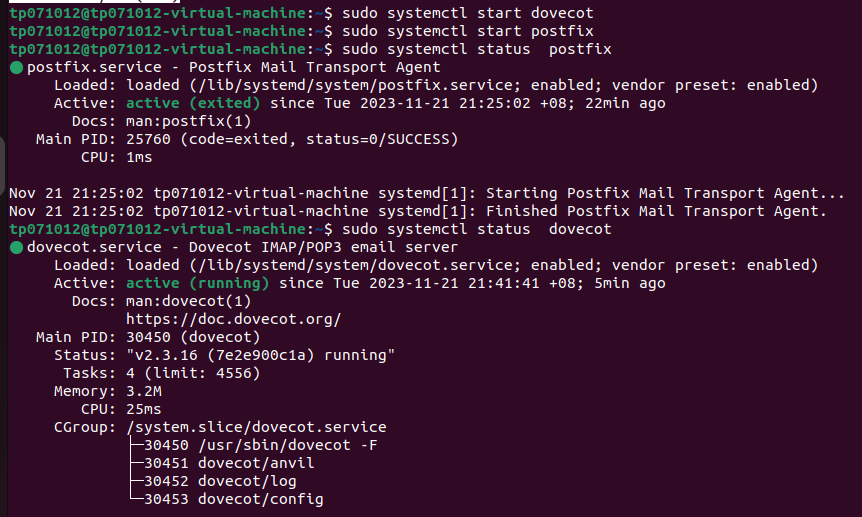 tp071012@tp071012-virtual-machine:~$ sudo systemctl start dovecot
tp071012@tp071012-virtual-machine:~$ sudo systemctl start postfix
tp071012@tp071012-virtual-machine:~$ sudo systemctl status  postfix
● postfix.service - Postfix Mail Transport Agent
     Loaded: loaded (/lib/systemd/system/postfix.service; enabled; vendor preset: enabled)
     Active: active (exited) since Tue 2023-11-21 21:25:02 +08; 22min ago
       Docs: man:postfix(1)
   Main PID: 25760 (code=exited, status=0/SUCCESS)
        CPU: 1ms

Nov 21 21:25:02 tp071012-virtual-machine systemd[1]: Starting Postfix Mail Transport Agent...
Nov 21 21:25:02 tp071012-virtual-machine systemd[1]: Finished Postfix Mail Transport Agent.
tp071012@tp071012-virtual-machine:~$ sudo systemctl status  dovecot
● dovecot.service - Dovecot IMAP/POP3 email server
     Loaded: loaded (/lib/systemd/system/dovecot.service; enabled; vendor preset: enabled)
     Active: active (running) since Tue 2023-11-21 21:41:41 +08; 5min ago
       Docs: man:dovecot(1)
             https://doc.dovecot.org/
   Main PID: 30450 (dovecot)
     Status: "v2.3.16 (7e2e900c1a) running"
      Tasks: 4 (limit: 4556)
     Memory: 3.2M
        CPU: 25ms
     CGroup: /system.slice/dovecot.service
             ├─30450 /usr/sbin/dovecot -F
             ├─30451 dovecot/anvil
             ├─30452 dovecot/log
             └─30453 dovecot/config